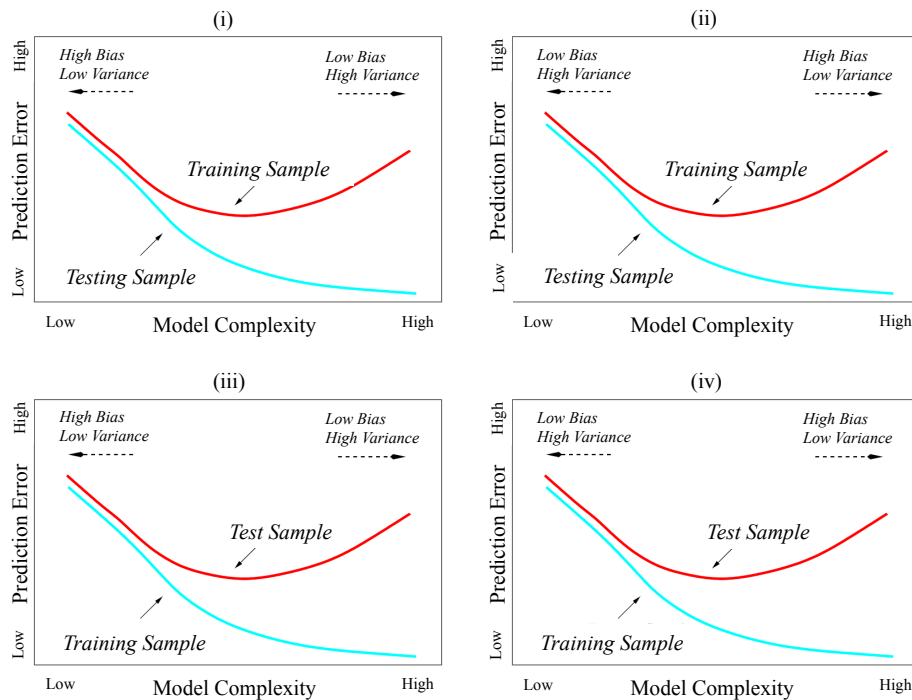 (i)
High Bias
Low Variance
Low Bias
High Variance
Training Sample
Testing Sample
High
Prediction Error
Low
Low
Model Complexity
High
(ii)
Low Bias
High Variance
High Bias
Low Variance
Training Sample
Testing Sample
High
Prediction Error
Low
Low
Model Complexity
High
(iii)
High Bias
Low Variance
Low Bias
High Variance
Test Sample
Training Sample
High
Prediction Error
Low
Low
Model Complexity
High
(iv)
Low Bias
High Variance
High Bias
Low Variance
Test Sample
Training Sample
High
Prediction Error
Low
Low
Model Complexity
High